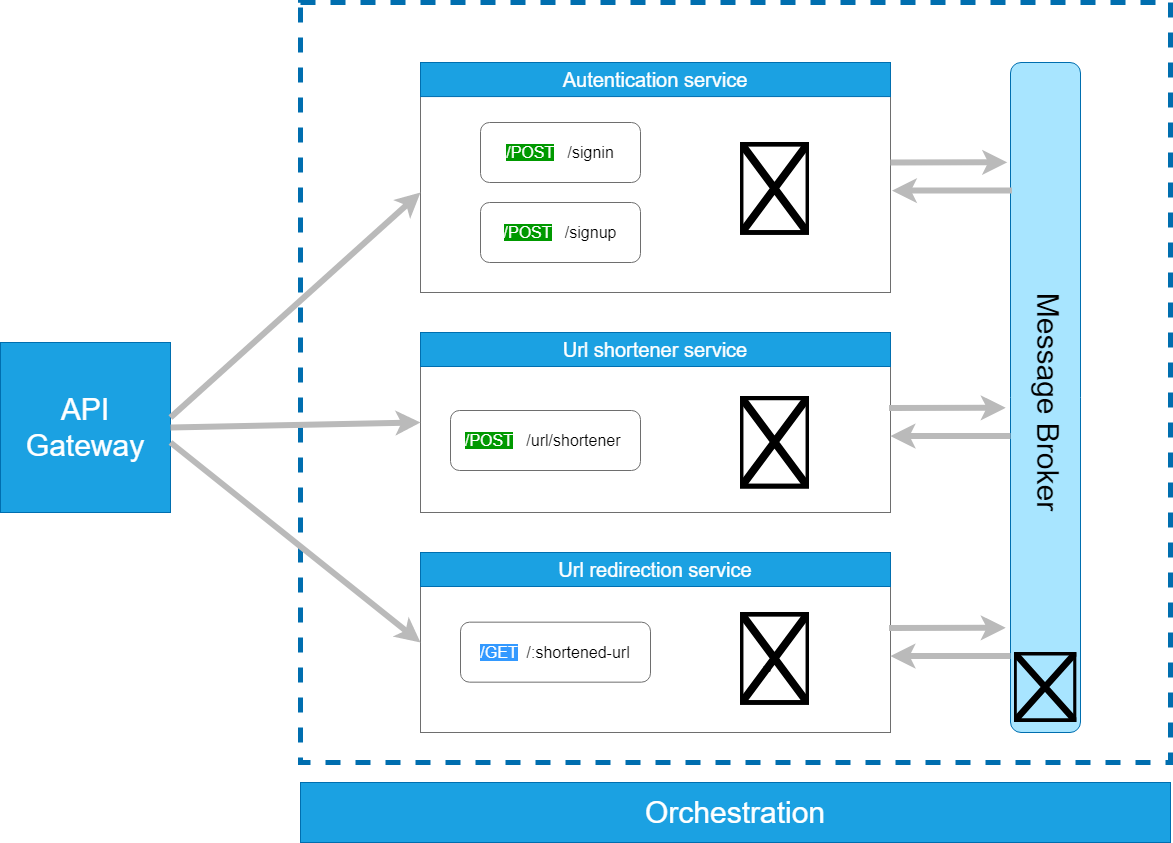 API
Gateway
Autentication service
/POST /signin
/POST /signup
Url shortener service
/POST /url/shortener
Url redirection service
/GET /:shortened-url
Message Broker
Orchestration